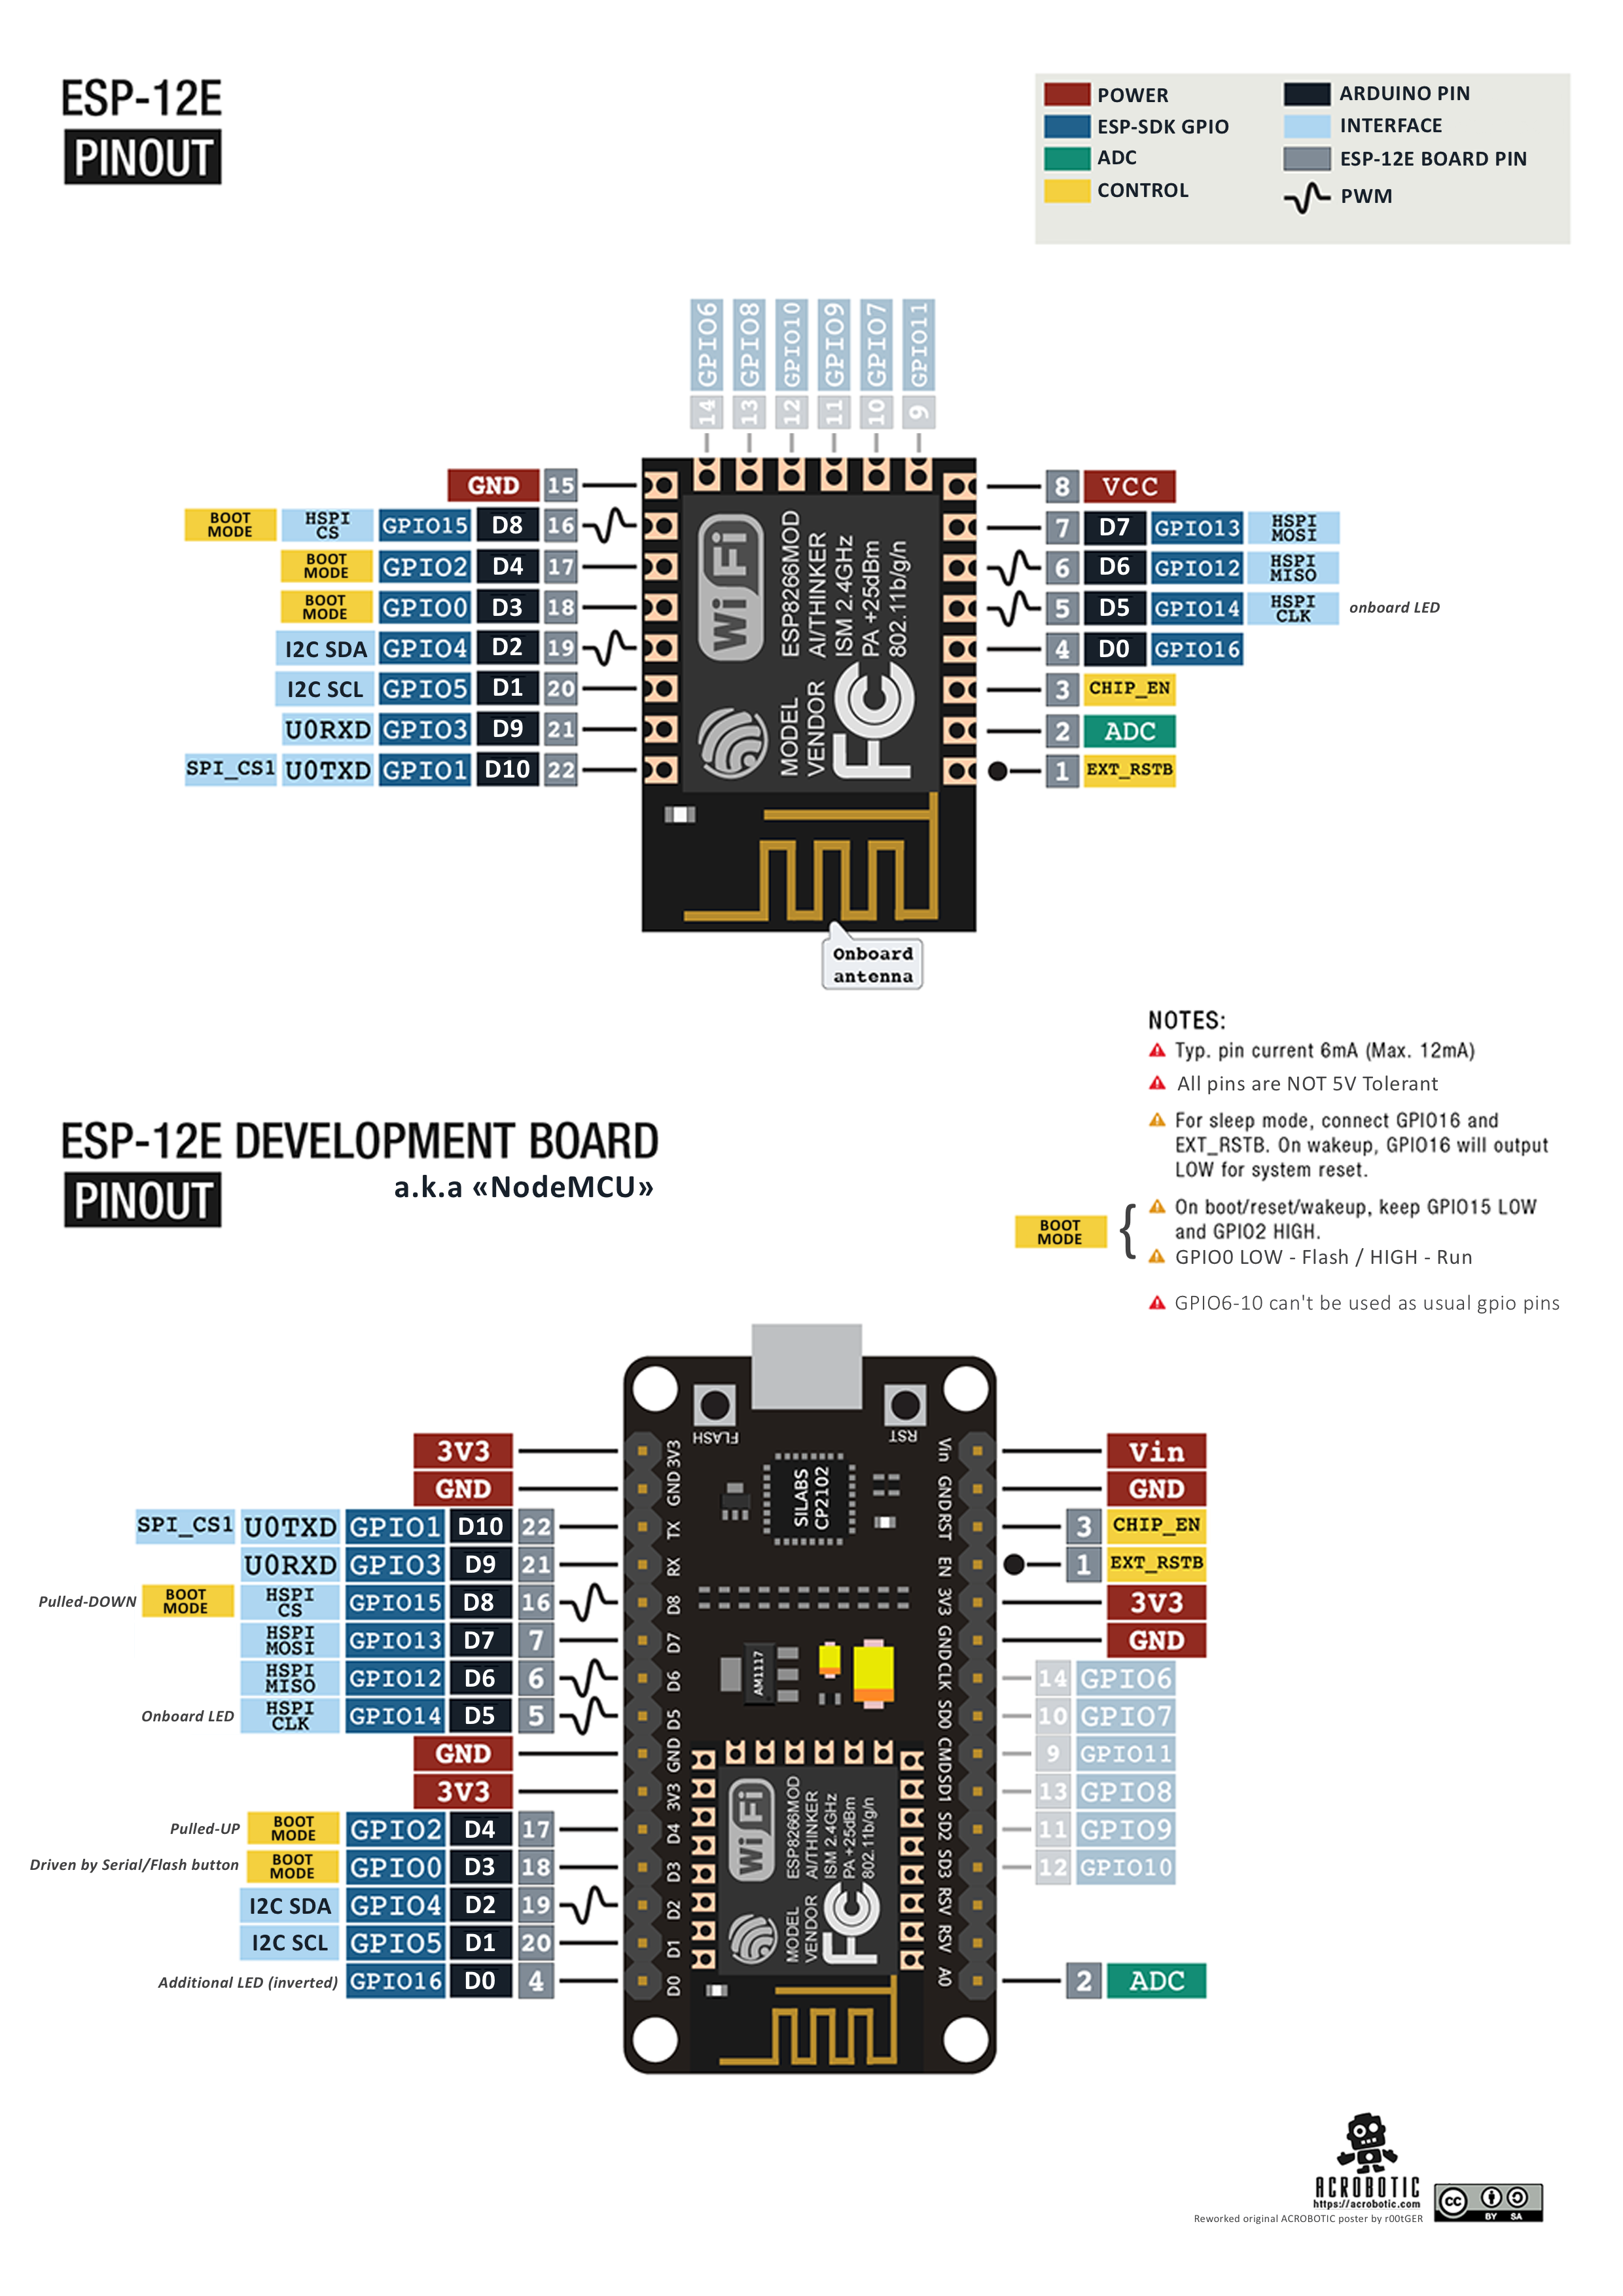 ESP-12E
PINOUT
POWER
ESP-SDK GPIO
ADC
CONTROL
ARDUINO PIN
INTERFACE
ESP-12E BOARD PIN
PWM
GPIO6 GPIO8 GPIO10 GPIO9 GPIO7 GPIO11
14 13 12 11 10 9
GND 15
BOOT MODE HSPI CS GPIO15 D8 16
BOOT MODE GPIO2 D4 17
BOOT MODE GPIO0 D3 18
I2C SDA GPIO4 D2 19
I2C SCL GPIO5 D1 20
U0RXD GPIO3 D9 21
SPI_CS1 U0TXD GPIO1 D10 22
WiFi
MODEL ESP8266MOD
VENDOR AI/THINKER
ISM 2.4GHz
PA +25dBm
802.11b/g/n
FC
8 VCC
7 D7 GPIO13 HSPI MOSI
6 D6 GPIO12 HSPI MISO
5 D5 GPIO14 HSPI CLK onboard LED
4 D0 GPIO16
3 CHIP_EN
2 ADC
1 EXT_RSTB
Onboard
antenna
NOTES:
Typ. pin current 6mA (Max. 12mA)
All pins are NOT 5V Tolerant
For sleep mode, connect GPIO16 and
EXT_RSTB. On wakeup, GPIO16 will output
LOW for system reset.
BOOT
MODE
{
On boot/reset/wakeup, keep GPIO15 LOW
and GPIO2 HIGH.
GPIO0 LOW - Flash / HIGH - Run
GPIO6-10 can't be used as usual gpio pins
ESP-12E DEVELOPMENT BOARD
PINOUT
a.k.a «NodeMCU»
3V3
GND
SPI_CS1 U0TXD GPIO1 D10 22
U0RXD GPIO3 D9 21
Pulled-DOWN BOOT MODE HSPI CS GPIO15 D8 16
HSPI MOSI GPIO13 D7 7
HSPI MISO GPIO12 D6 6
Onboard LED HSPI CLK GPIO14 D5 5
GND
3V3
Pulled-UP BOOT MODE GPIO2 D4 17
Driven by Serial/Flash button BOOT MODE GPIO0 D3 18
I2C SDA GPIO4 D2 19
I2C SCL GPIO5 D1 20
Additional LED (inverted) GPIO16 D0 4
FLASH
RST
3V3 GND TX RX D8 D7 D6 D5 GND 3V3 D4 D3 D2 D1 D0
SILABS
CP2102
AM1117
WiFi
MODEL ESP8266MOD
VENDOR AI/THINKER
ISM 2.4GHz
PA +25dBm
802.11b/g/n
FC
Vin GND RST EN 3V3 GND CLK SD0 CMD SD1 SD2 SD3 RSV RSV A0
Vin
GND
3 CHIP_EN
1 EXT_RSTB
3V3
GND
14 GPIO6
10 GPIO7
9 GPIO11
13 GPIO8
11 GPIO9
12 GPIO10
2 ADC
ACROBOTIC
https://acrobotic.com
Reworked original ACROBOTIC poster by r00tGER
cc
BY SA